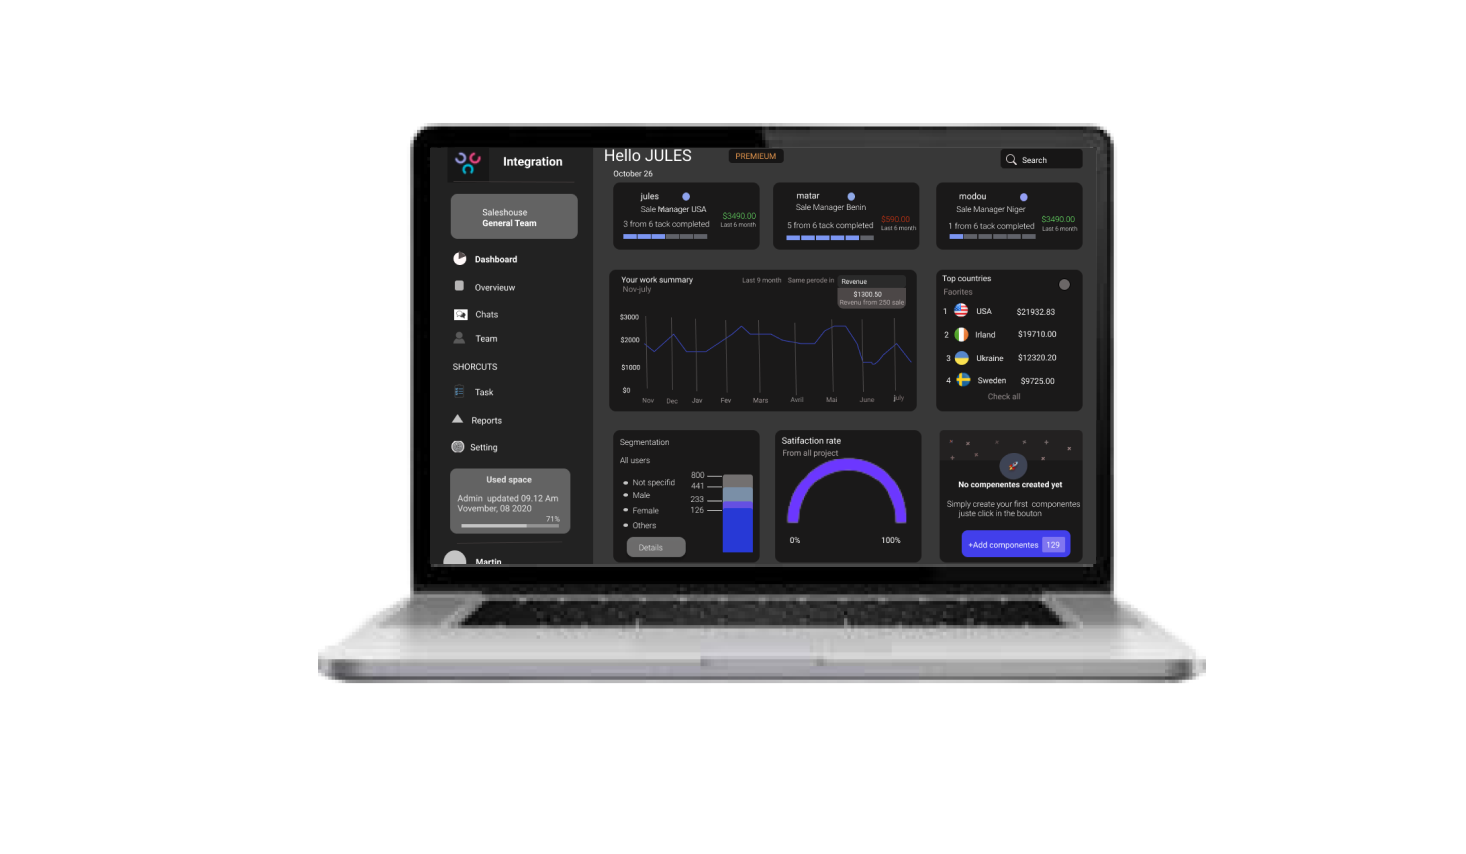 Integration
Saleshouse
General Team
Dashboard
Overvieuw
Chats
Team
SHORCUTS
Task
Reports
Setting
Used space
Admin updated 09.12 Am
Vovember, 08 2020
71%
Martin
Hello JULES
PREMIEUM
Search
October 26
jules
Sale Manager USA
$3490.00
3 from 6 tack completed
Last 6 month
matar
Sale Manager Benin
$590.00
5 from 6 tack completed
Last 6 month
modou
Sale Manager Niger
$3490.00
1 from 6 tack completed
Last 6 month
Your work summary
Nov-july
Last 9 month
Same perode in
Revenue
$1300.50
Revenu from 250 sale
$3000
$2000
$1000
$0
Nov Dec Jav Fev Mars Avril Mai June july
Top countries
Faorites
1 USA $21932.83
2 Irland $19710.00
3 Ukraine $12320.20
4 Sweden $9725.00
Check all
Segmentation
All users
Not specifid
Male
Female
Others
800
441
233
126
Details
Satifaction rate
From all project
0% 100%
No compenentes created yet
Simply create your first componentes
juste click in the bouton
+Add componentes 129